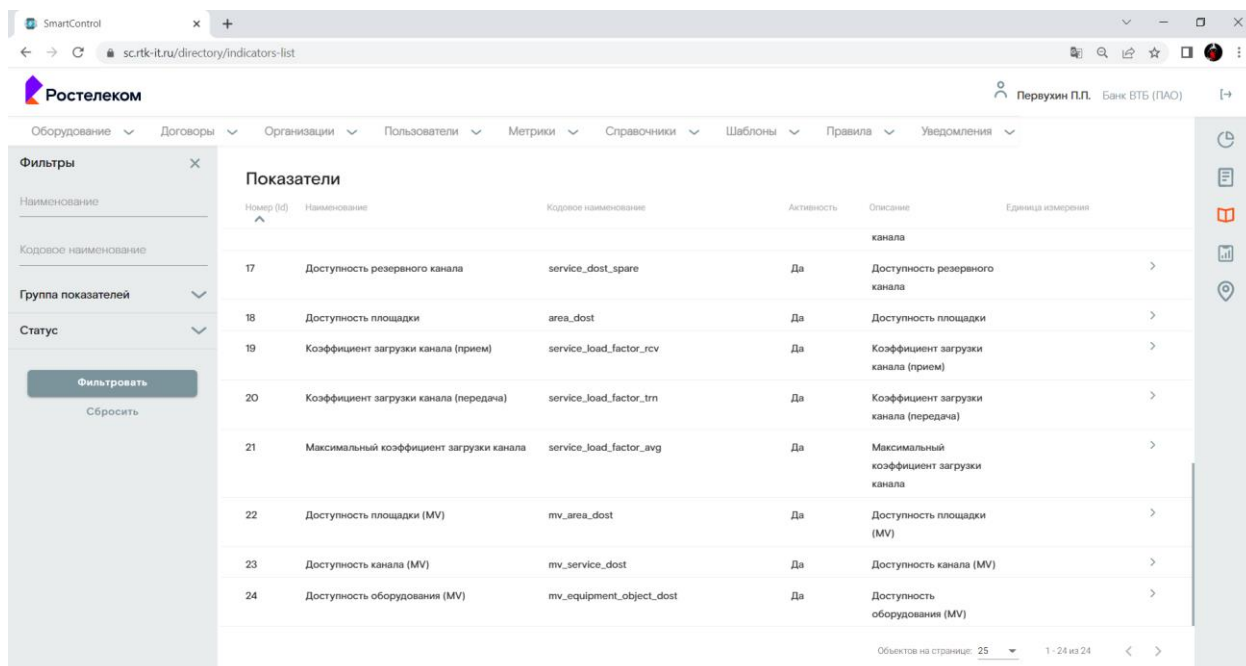 SmartControl
sc.rtk-it.ru/directory/indicators-list
Ростелеком
Первухин П.П. Банк ВТБ (ПАО)
Оборудование Договоры Организации Пользователи Метрики Справочники Шаблоны Правила Уведомления
Фильтры
Наименование
Кодовое наименование
Группа показателей
Статус
Фильтровать
Сбросить
Показатели
Номер (Id) Наименование Кодовое наименование Активность Описание Единица измерения
канала
17 Доступность резервного канала service_dost_spare Да Доступность резервного
канала
18 Доступность площадки area_dost Да Доступность площадки
19 Коэффициент загрузки канала (прием) service_load_factor_rcv Да Коэффициент загрузки
канала (прием)
20 Коэффициент загрузки канала (передача) service_load_factor_trn Да Коэффициент загрузки
канала (передача)
21 Максимальный коэффициент загрузки канала service_load_factor_avg Да Максимальный
коэффициент загрузки
канала
22 Доступность площадки (MV) mv_area_dost Да Доступность площадки
(MV)
23 Доступность канала (MV) mv_service_dost Да Доступность канала (MV)
24 Доступность оборудования (MV) mv_equipment_object_dost Да Доступность
оборудования (MV)
Объектов на странице: 25 1 - 24 из 24